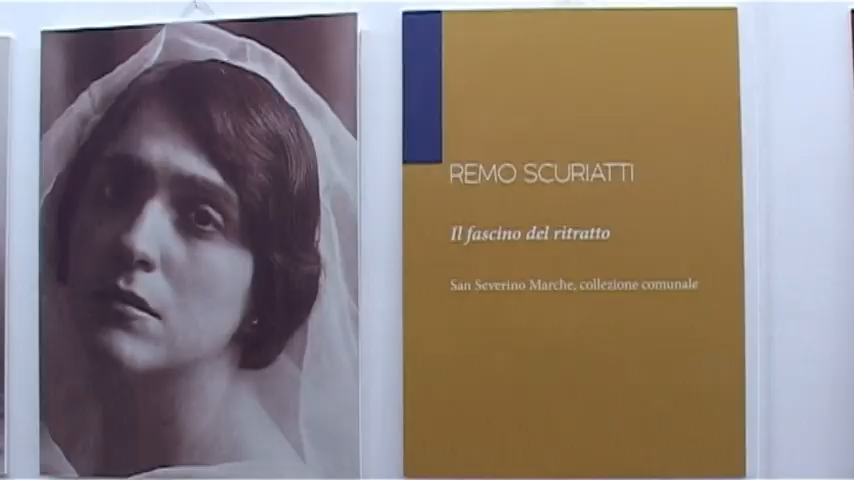 REMO SCURIATTI
Il fascino del ritratto
San Severino Marche, collezione comunale